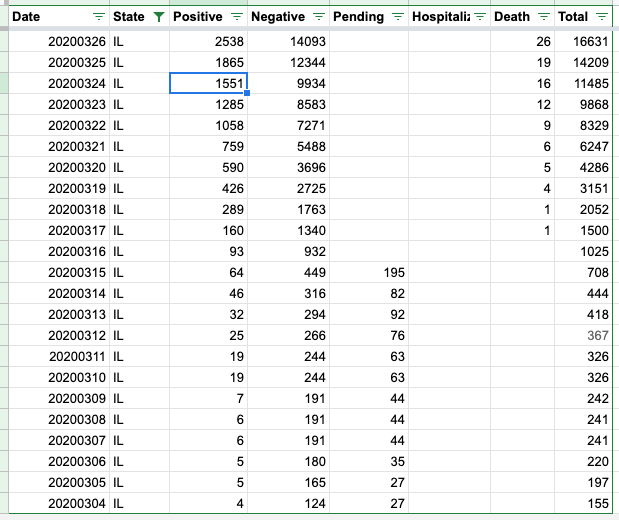 Date State Positive Negative Pending Hospitaliz Death Total
20200326 IL 2538 14093 26 16631
20200325 IL 1865 12344 19 14209
20200324 IL 1551 9934 16 11485
20200323 IL 1285 8583 12 9868
20200322 IL 1058 7271 9 8329
20200321 IL 759 5488 6 6247
20200320 IL 590 3696 5 4286
20200319 IL 426 2725 4 3151
20200318 IL 289 1763 1 2052
20200317 IL 160 1340 1 1500
20200316 IL 93 932 1025
20200315 IL 64 449 195 708
20200314 IL 46 316 82 444
20200313 IL 32 294 92 418
20200312 IL 25 266 76 367
20200311 IL 19 244 63 326
20200310 IL 19 244 63 326
20200309 IL 7 191 44 242
20200308 IL 6 191 44 241
20200307 IL 6 191 44 241
20200306 IL 5 180 35 220
20200305 IL 5 165 27 197
20200304 IL 4 124 27 155